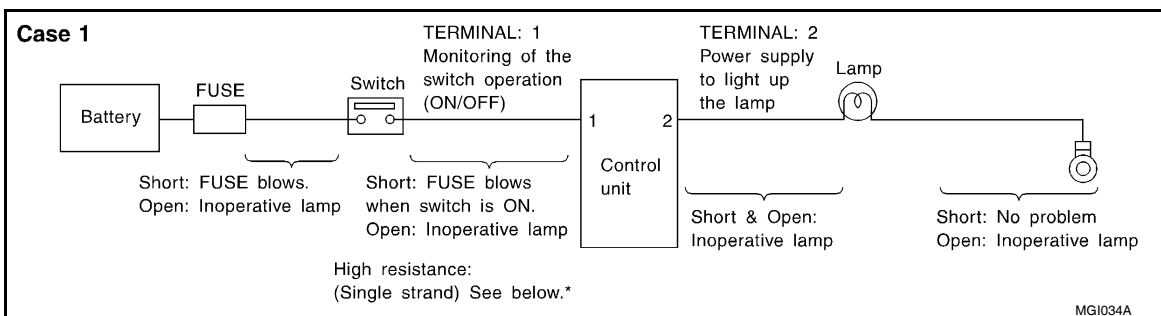 Case 1
TERMINAL: 1
Monitoring of the
switch operation
(ON/OFF)
TERMINAL: 2
Power supply
to light up
the lamp
Battery
FUSE
Switch
1
2
Control
unit
Lamp
Short: FUSE blows.
Open: Inoperative lamp
Short: FUSE blows
when switch is ON.
Open: Inoperative lamp
Short & Open:
Inoperative lamp
Short: No problem
Open: Inoperative lamp
High resistance:
(Single strand) See below.*
MGI034A